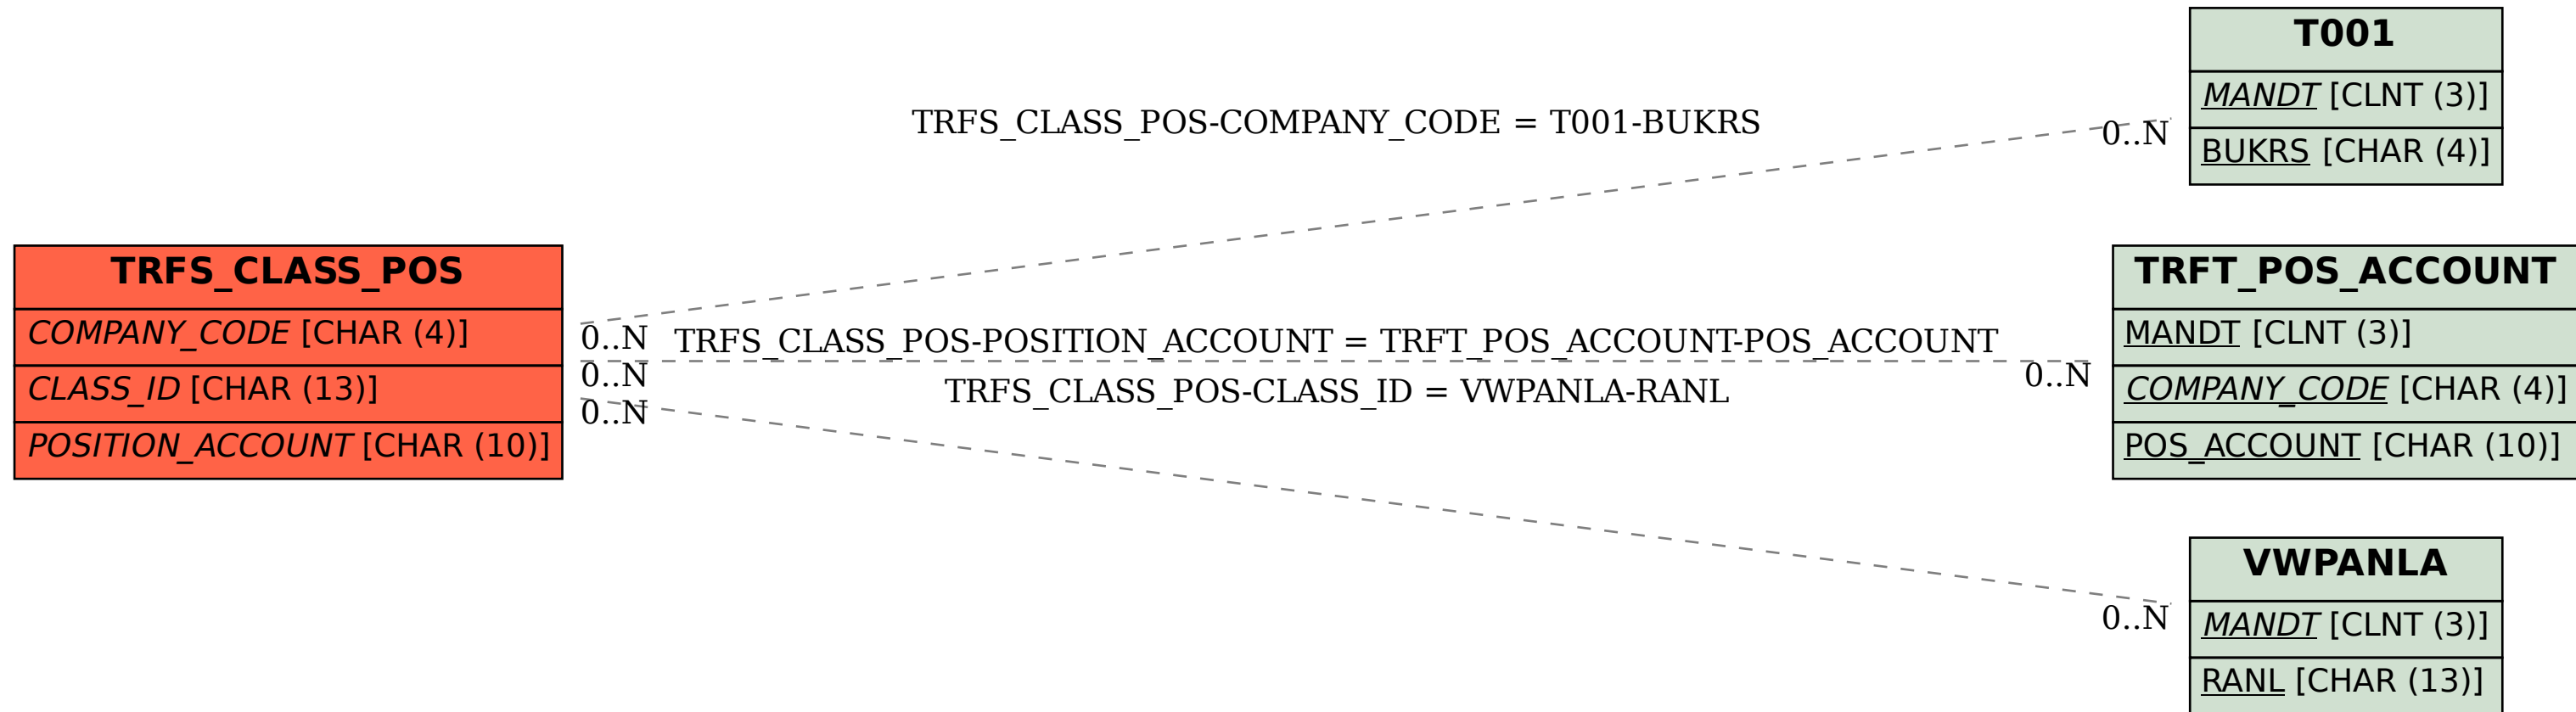 T001
MANDT [CLNT (3)]
BUKRS [CHAR (4)]
TRFS_CLASS_POS-COMPANY_CODE = T001-BUKRS
0..N
TRFS_CLASS_POS
COMPANY_CODE [CHAR (4)]
CLASS_ID [CHAR (13)]
POSITION_ACCOUNT [CHAR (10)]
0..N
TRFS_CLASS_POS-POSITION_ACCOUNT = TRFT_POS_ACCOUNT-POS_ACCOUNT
0..N
0..N
TRFS_CLASS_POS-CLASS_ID = VWPANLA-RANL
0..N
TRFT_POS_ACCOUNT
MANDT [CLNT (3)]
COMPANY_CODE [CHAR (4)]
POS_ACCOUNT [CHAR (10)]
0..N
VWPANLA
MANDT [CLNT (3)]
RANL [CHAR (13)]